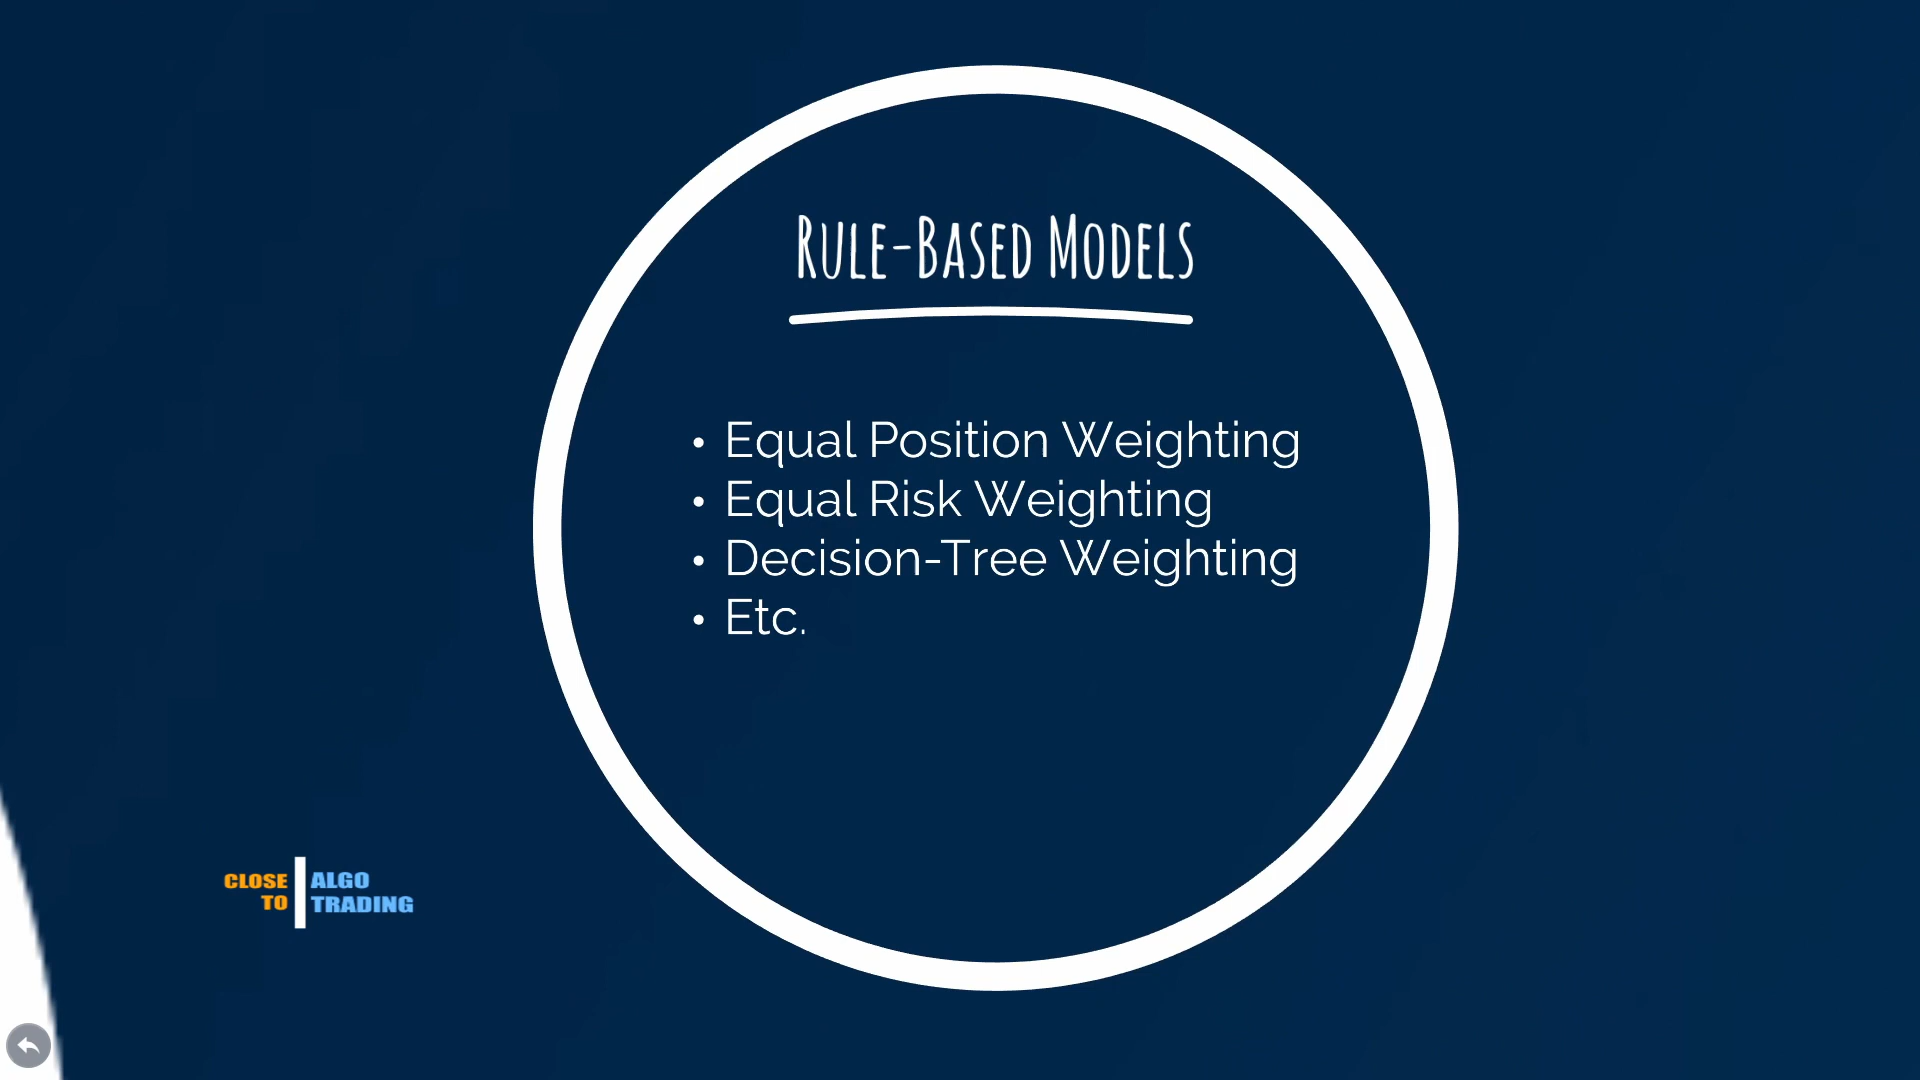 Rule-Based Models
• Equal Position Weighting
• Equal Risk Weighting
• Decision-Tree Weighting
• Etc.
CLOSE TO
ALGO TRADING